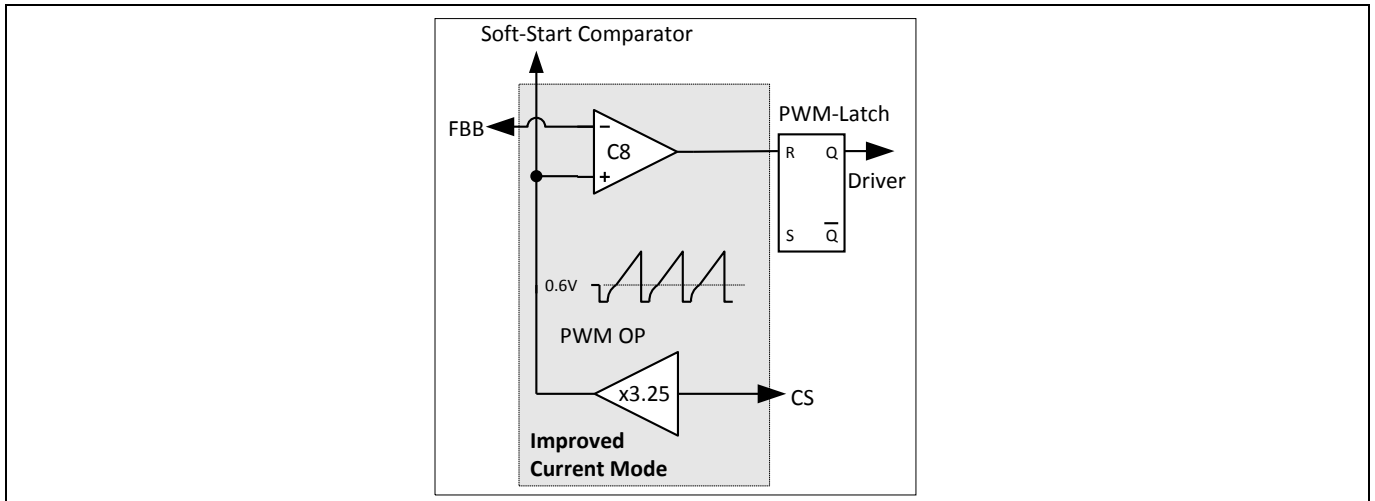 Soft-Start Comparator
FBB
C8
PWM-Latch
R Q
Driver
S Q̅
0.6V
PWM OP
x3.25
CS
Improved
Current Mode